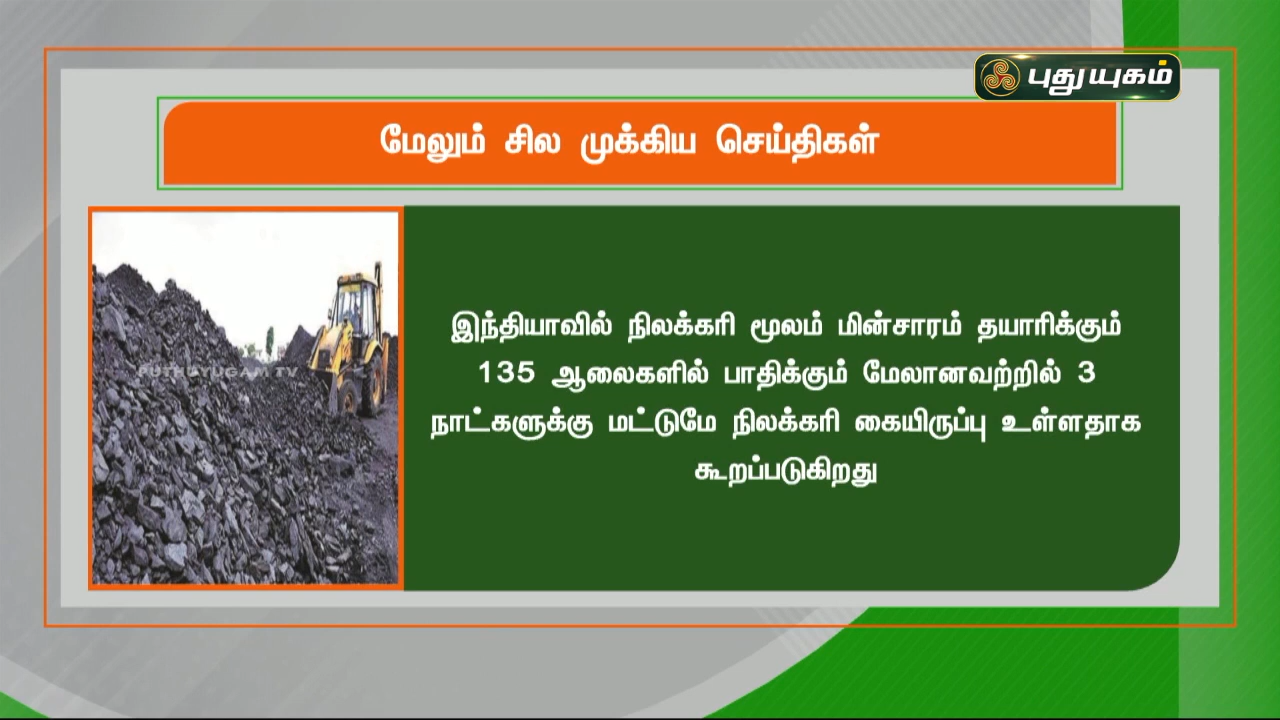 புதுயுகம்
மேலும் சில முக்கிய செய்திகள்
இந்தியாவில் நிலக்கரி மூலம் மின்சாரம் தயாரிக்கும்
135 ஆலைகளில் பாதிக்கும் மேலானவற்றில் 3
நாட்களுக்கு மட்டுமே நிலக்கரி கையிருப்பு உள்ளதாக
கூறப்படுகிறது
PUTHUYUGAM TV